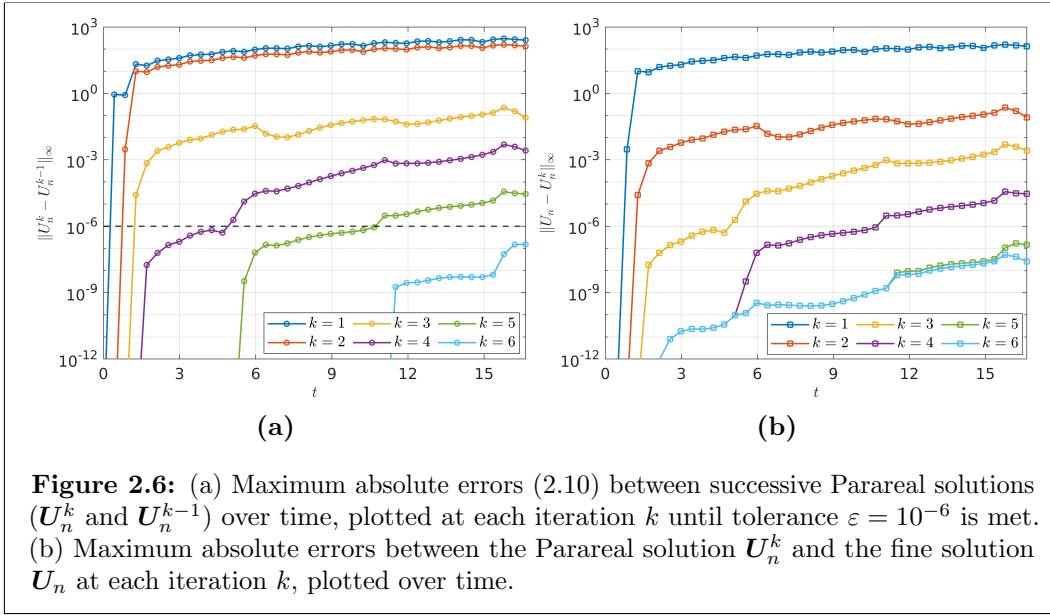 10^3
10^0
10^-3
10^-6
10^-9
10^-12
||U_n^k − U_n^{k−1}||_∞
0 3 6 9 12 15
t
k = 1 k = 3 k = 5
k = 2 k = 4 k = 6
(a)
10^3
10^0
10^-3
10^-6
10^-9
10^-12
||U_n − U_n^k||_∞
0 3 6 9 12 15
t
k = 1 k = 3 k = 5
k = 2 k = 4 k = 6
(b)
Figure 2.6: (a) Maximum absolute errors (2.10) between successive Parareal solutions
(U_n^k and U_n^{k−1}) over time, plotted at each iteration k until tolerance ε = 10^−6 is met.
(b) Maximum absolute errors between the Parareal solution U_n^k and the fine solution
U_n at each iteration k, plotted over time.